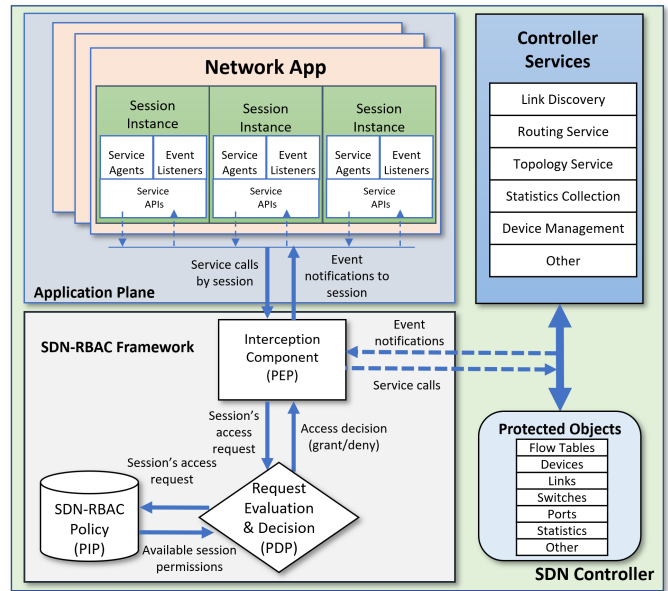 Network App
Session
Instance
Service
Agents
Event
Listeners
Service
APIs
Session
Instance
Service
Agents
Event
Listeners
Service
APIs
Session
Instance
Service
Agents
Event
Listeners
Service
APIs
Service calls
by session
Event
notifications to
session
Application Plane
Controller
Services
Link Discovery
Routing Service
Topology Service
Statistics Collection
Device Management
Other
SDN-RBAC Framework
Interception
Component
(PEP)
Event
notifications
Service calls
Session's
access
request
Access decision
(grant/deny)
Session's access
request
Request
Evaluation
& Decision
(PDP)
SDN-RBAC
Policy
(PIP)
Available session
permissions
Protected Objects
Flow Tables
Devices
Links
Switches
Ports
Statistics
Other
SDN Controller